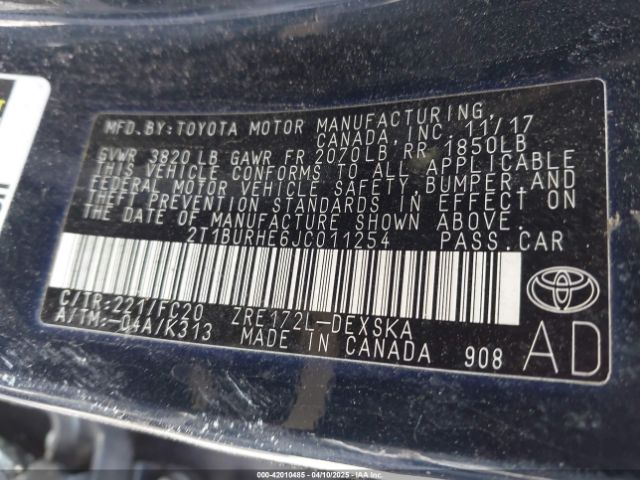 MFD.BY:TOYOTA MOTOR MANUFACTURING,
CANADA, INC. 11/17
GVWR 3820 LB GAWR FR 2070LB RR 1850LB
THIS VEHICLE CONFORMS TO ALL APPLICABLE
FEDERAL MOTOR VEHICLE SAFETY,BUMPER,AND
THEFT PREVENTION STANDARDS IN EFFECT ON
THE DATE OF MANUFACTURE SHOWN ABOVE.
2T1BURHE6JC011254 PASS.CAR
C/TR:221/FC20 ZRE172L-DEXSKA
A/TM:-04A/K313 MADE IN CANADA 908
TOYOTA
AD
000-42010485 - 04/10/2025 - IAA Inc.